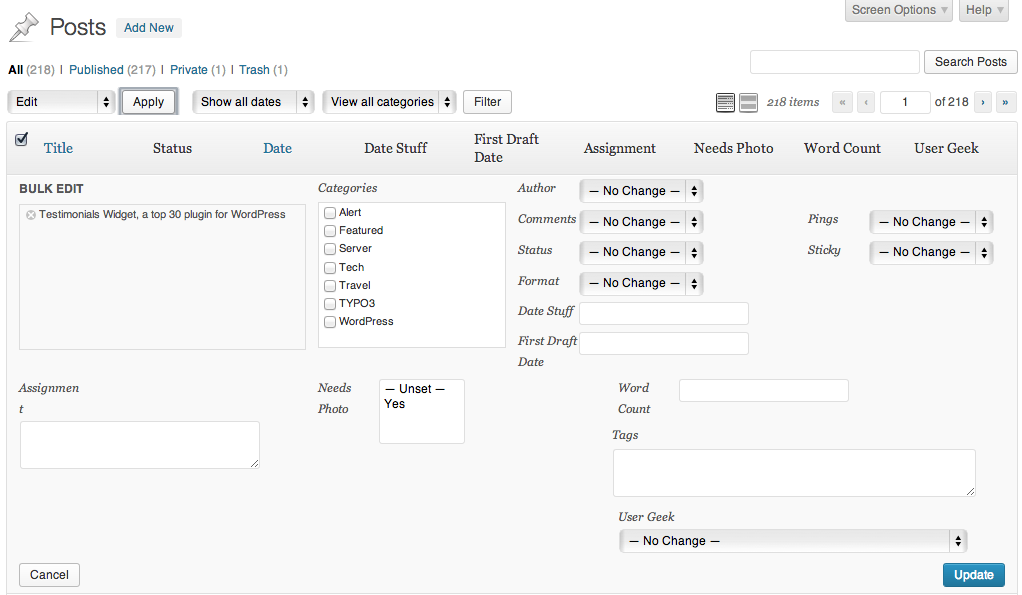 Screen Options Help
Posts Add New
All (218) | Published (217) | Private (1) | Trash (1)
Search Posts
Edit Apply Show all dates View all categories Filter 218 items « ‹ 1 of 218 › »
Title Status Date Date Stuff First Draft Date Assignment Needs Photo Word Count User Geek
BULK EDIT
Testimonials Widget, a top 30 plugin for WordPress
Categories
Alert
Featured
Server
Tech
Travel
TYPO3
WordPress
Author — No Change —
Comments — No Change — Pings — No Change —
Status — No Change — Sticky — No Change —
Format — No Change —
Date Stuff
First Draft
Date
Assignmen
t
Needs
Photo
— Unset —
Yes
Word
Count
Tags
User Geek
— No Change —
Cancel Update